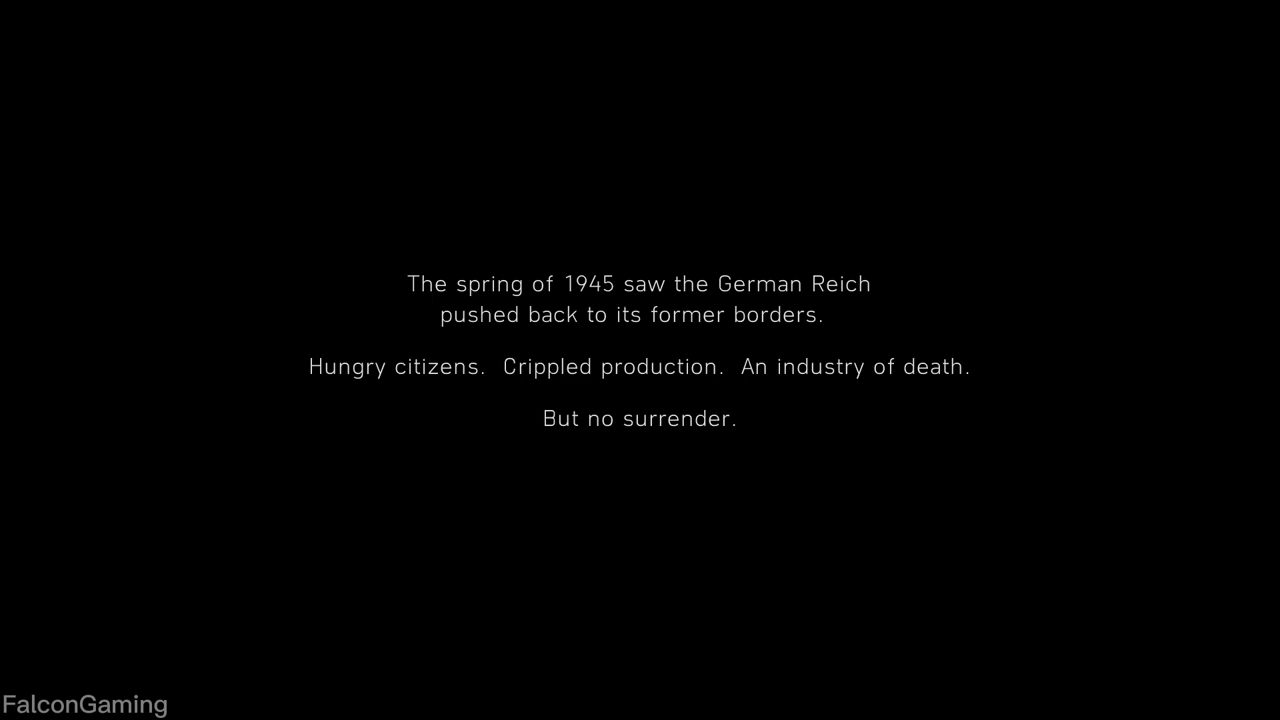 The spring of 1945 saw the German Reich
pushed back to its former borders.
Hungry citizens. Crippled production. An industry of death.
But no surrender.
FalconGaming